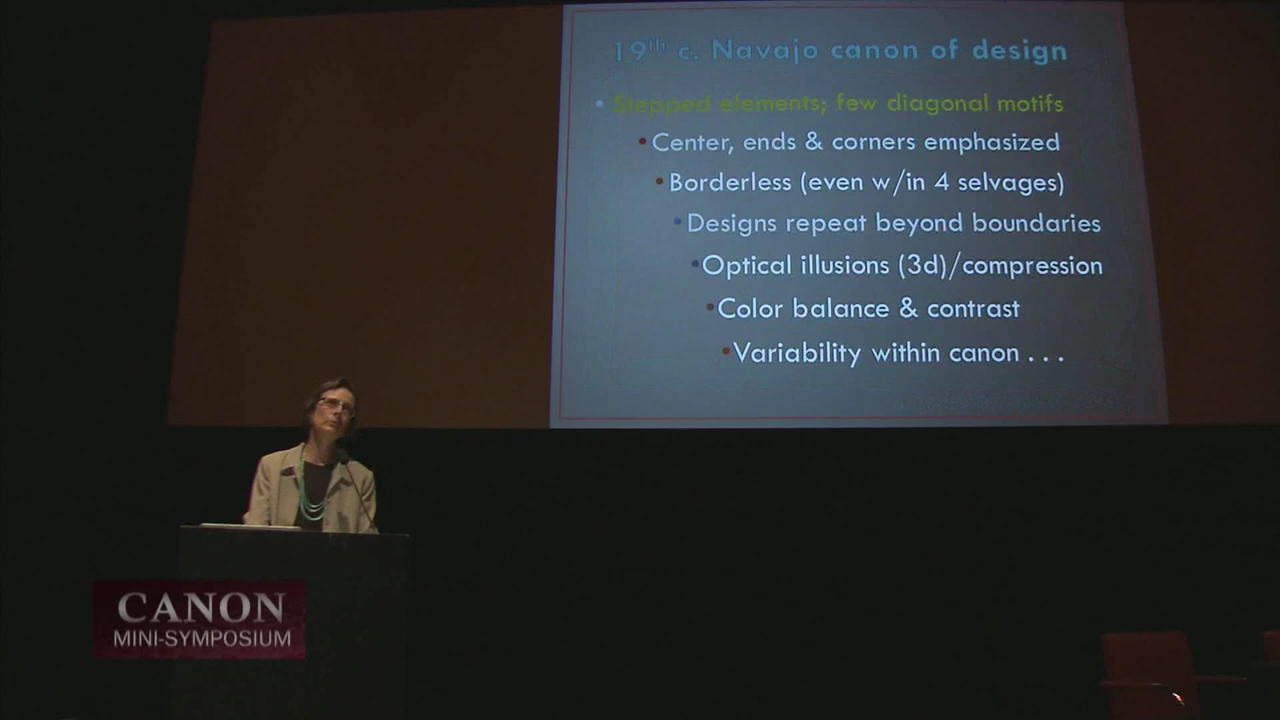 19th c. Navajo canon of design
• Stepped elements; few diagonal motifs
• Center, ends & corners emphasized
• Borderless (even w/in 4 selvages)
• Designs repeat beyond boundaries
• Optical illusions (3d)/compression
• Color balance & contrast
• Variability within canon . . .
CANON
MINI-SYMPOSIUM